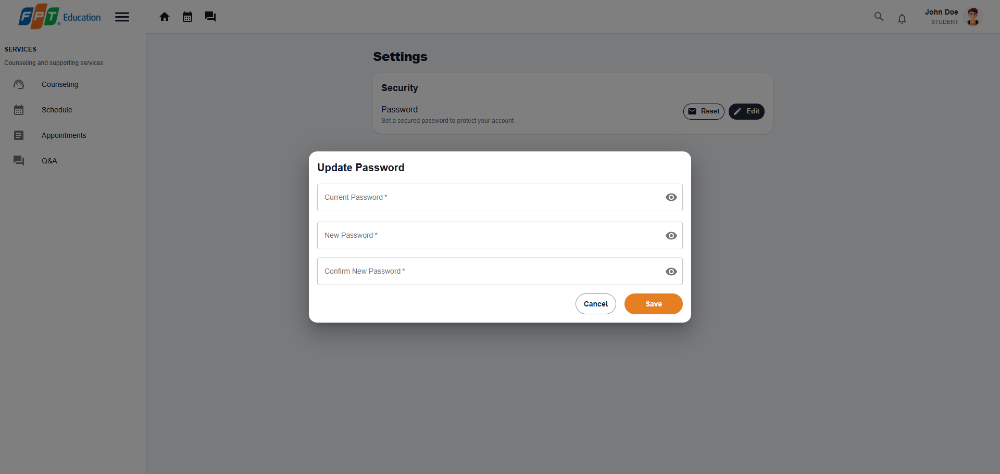 FPT Education
John Doe
STUDENT
SERVICES
Counseling and supporting services
Counseling
Schedule
Appointments
Q&A
Settings
Security
Password
Set a secured password to protect your account
Reset
Edit
Update Password
Current Password *
New Password *
Confirm New Password *
Cancel
Save